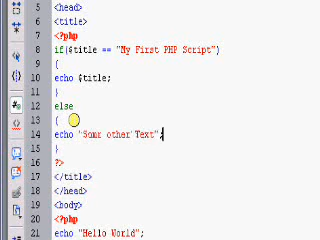 5 <head>
6 <title>
7 <?php
8 if($title == "My First PHP Script")
9 {
10 echo $title;
11 }
12 else
13 {
14 echo "Somr other Text";
15 }
16 ?>
17 </title>
18 </head>
19 <body>
20 <?php
21 echo "Hello World";